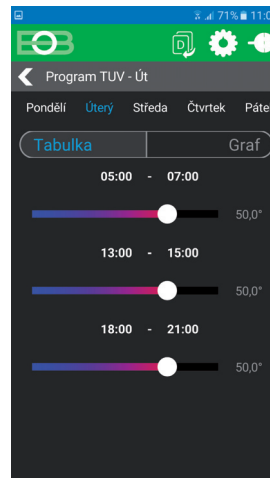 71% 11:0
EOB
Program TUV - Út
Pondělí Úterý Středa Čtvrtek Páte
Tabulka Graf
05:00 - 07:00
50,0°
13:00 - 15:00
50,0°
18:00 - 21:00
50,0°